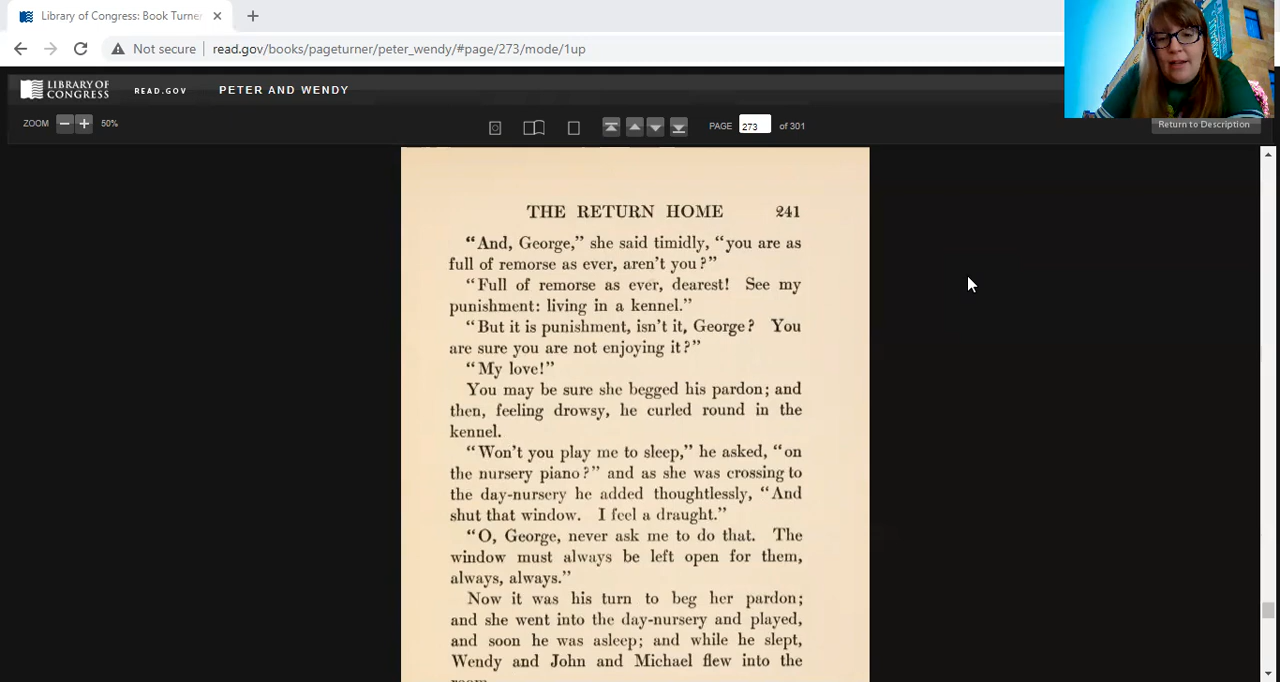 Library of Congress: Book Turner
Not secure
read.gov/books/pageturner/peter_wendy/#page/273/mode/1up
LIBRARY OF
CONGRESS
READ.GOV
PETER AND WENDY
ZOOM
50%
PAGE 273 of 301
Return to Description
THE RETURN HOME 241
“And, George,” she said timidly, “you are as
full of remorse as ever, aren’t you?”
“Full of remorse as ever, dearest! See my
punishment: living in a kennel.”
“But it is punishment, isn’t it, George? You
are sure you are not enjoying it?”
“My love!”
You may be sure she begged his pardon; and
then, feeling drowsy, he curled round in the
kennel.
“Won’t you play me to sleep,” he asked, “on
the nursery piano?” and as she was crossing to
the day-nursery he added thoughtlessly, “And
shut that window. I feel a draught.”
“O, George, never ask me to do that. The
window must always be left open for them,
always, always.”
Now it was his turn to beg her pardon;
and she went into the day-nursery and played,
and soon he was asleep; and while he slept,
Wendy and John and Michael flew into the